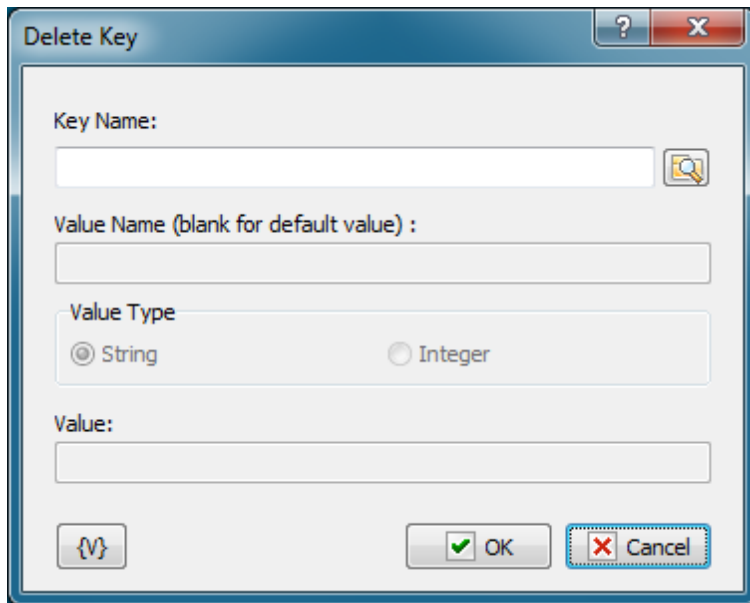 Delete Key
?
Key Name:
Value Name (blank for default value) :
Value Type
String Integer
Value:
{V} OK Cancel